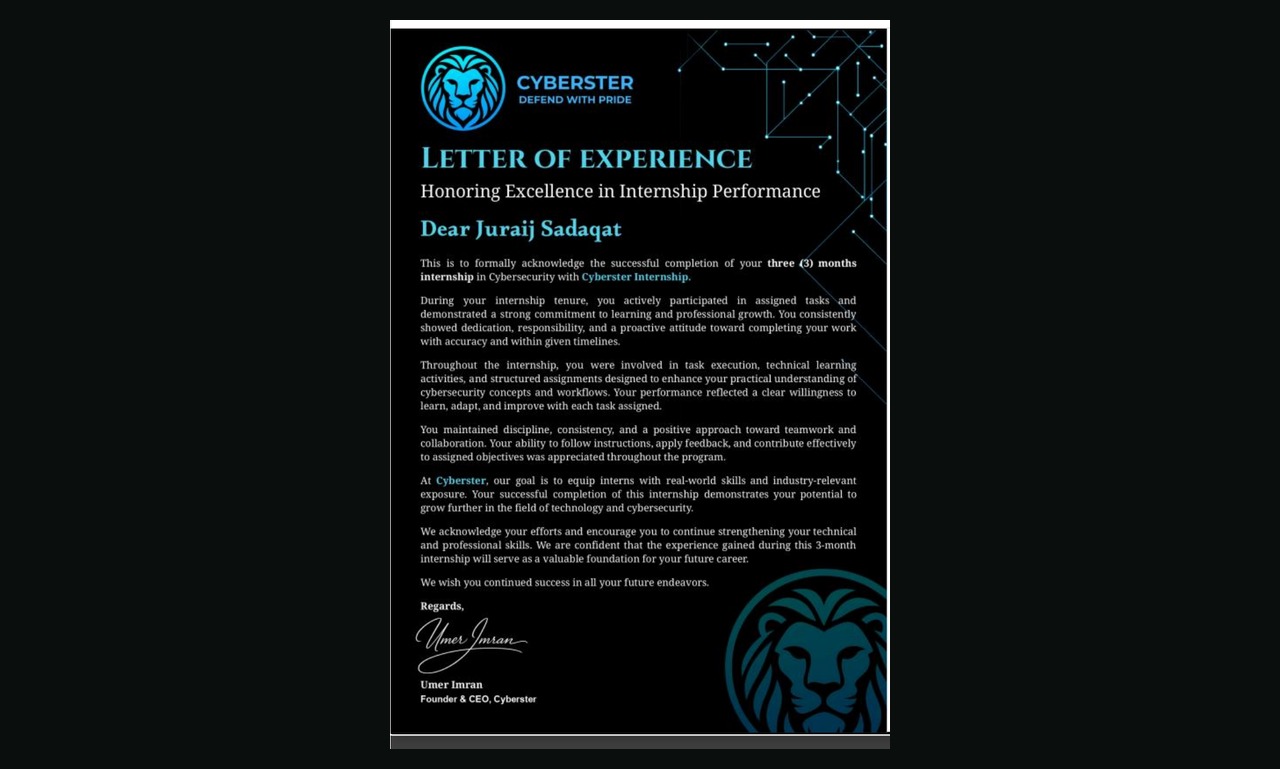 CYBERSTER
DEFEND WITH PRIDE
LETTER OF EXPERIENCE
Honoring Excellence in Internship Performance
Dear Juraij Sadaqat
This is to formally acknowledge the successful completion of your three (3) months
internship in Cybersecurity with Cyberster Internship.
During your internship tenure, you actively participated in assigned tasks and
demonstrated a strong commitment to learning and professional growth. You consistently
showed dedication, responsibility, and a proactive attitude toward completing your work
with accuracy and within given timelines.
Throughout the internship, you were involved in task execution, technical learning
activities, and structured assignments designed to enhance your practical understanding of
cybersecurity concepts and workflows. Your performance reflected a clear willingness to
learn, adapt, and improve with each task assigned.
You maintained discipline, consistency, and a positive approach toward teamwork and
collaboration. Your ability to follow instructions, apply feedback, and contribute effectively
to assigned objectives was appreciated throughout the program.
At Cyberster, our goal is to equip interns with real-world skills and industry-relevant
exposure. Your successful completion of this internship demonstrates your potential to
grow further in the field of technology and cybersecurity.
We acknowledge your efforts and encourage you to continue strengthening your technical
and professional skills. We are confident that the experience gained during this 3-month
internship will serve as a valuable foundation for your future career.
We wish you continued success in all your future endeavors.
Regards,
Umer Imran
Umer Imran
Founder & CEO, Cyberster